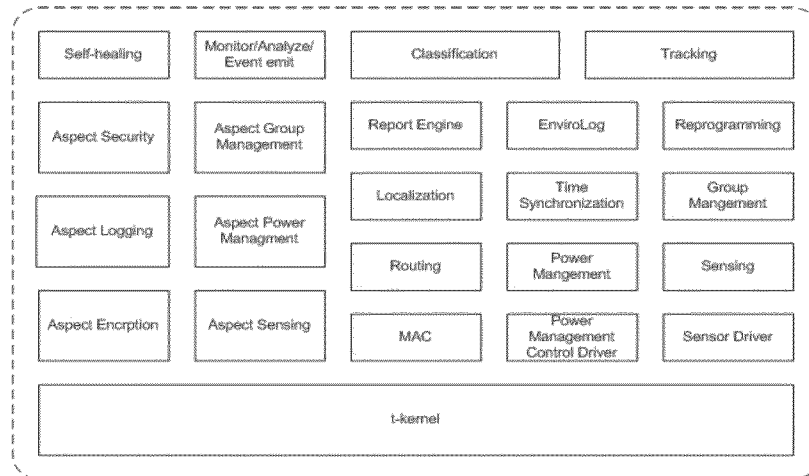 Self-healing
Monitor/Analyze/
Event emit
Classification
Tracking
Aspect Security
Aspect Group
Management
Report Engine
EnviroLog
Reprogramming
Localization
Time
Synchronization
Group
Mangement
Aspect Logging
Aspect Power
Managment
Routing
Power
Mangement
Sensing
Aspect Encrption
Aspect Sensing
MAC
Power
Management
Control Driver
Sensor Driver
t-kernel